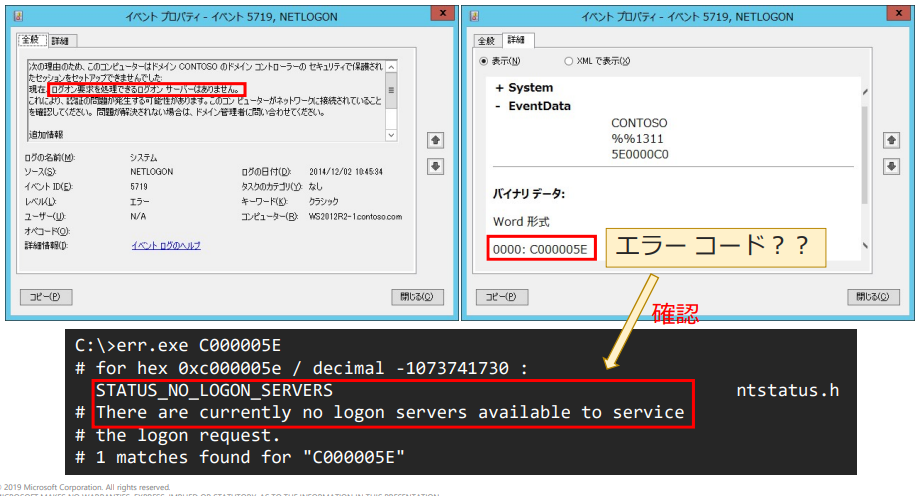 イベント プロパティ - イベント 5719, NETLOGON
x
全般 詳細
次の理由のため、このコンピューターはドメイン CONTOSO のドメイン コントローラーの セキュリティで保護され
たセッションをセットアップできませんでした:
現在、ログオン要求を処理できるログオン サーバーはありません。
これにより、認証の問題が発生する可能性があります。このコンピューターがネットワークに接続されていること
を確認してください。問題が解決されない場合は、ドメイン管理者に問い合わせてください。
追加情報
ログの名前(M): システム
ソース(S): NETLOGON ログの日付(D): 2014/12/02 10:45:34
イベント ID(E): 5719 タスクのカテゴリ(Y): なし
レベル(L): エラー キーワード(K): クラシック
ユーザー(U): N/A コンピューター(R): WS2012R2-1.contoso.com
オペコード(O):
詳細情報(I): イベント ログのヘルプ
コピー(P) 閉じる(C)
イベント プロパティ - イベント 5719, NETLOGON
x
全般 詳細
表示(N) XML で表示(X)
+ System
- EventData
CONTOSO
%%1311
5E0000C0
バイナリ データ:
Word 形式
0000: C000005E
エラー コード？？
コピー(P) 閉じる(C)
確認
C:\>err.exe C000005E
# for hex 0xc000005e / decimal -1073741730 :
STATUS_NO_LOGON_SERVERS ntstatus.h
# There are currently no logon servers available to service
# the logon request.
# 1 matches found for "C000005E"
© 2019 Microsoft Corporation. All rights reserved.
MICROSOFT MAKES NO WARRANTIES, EXPRESS, IMPLIED, OR STATUTORY, AS TO THE INFORMATION IN THIS PRESENTATION